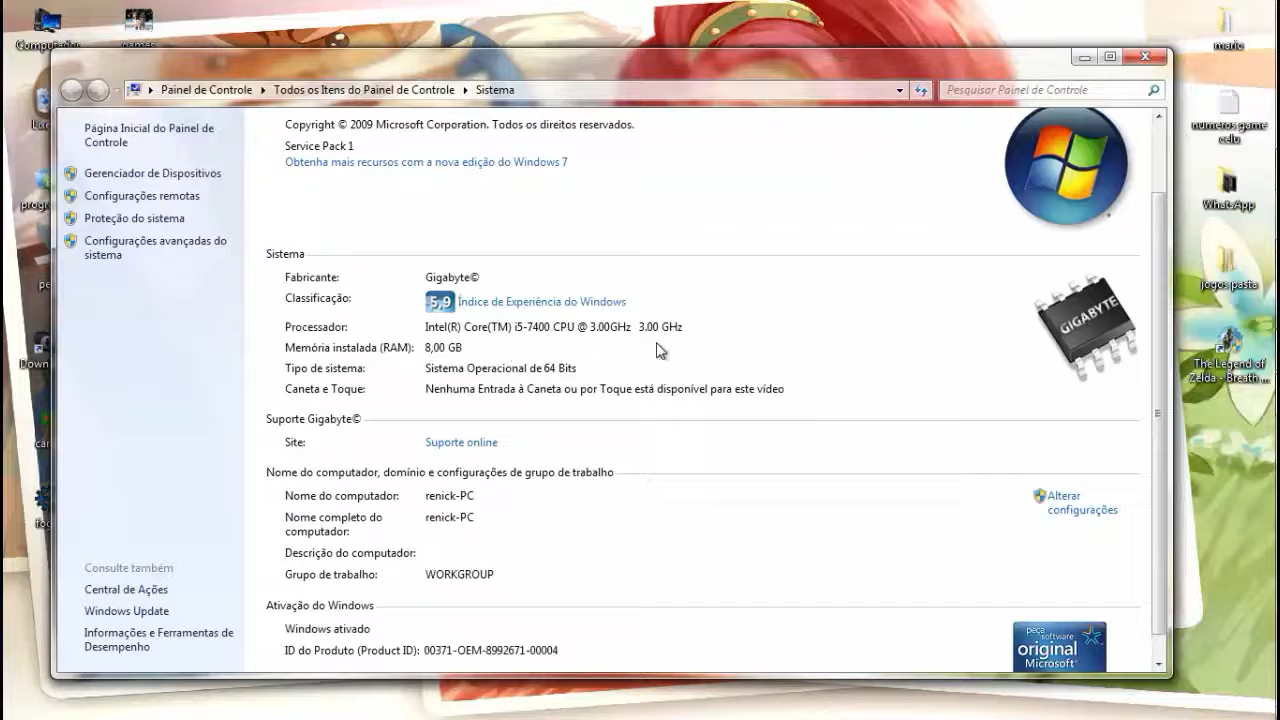 Computador
games
mario
Painel de Controle
Todos os Itens do Painel de Controle
Sistema
Pesquisar Painel de Controle
Página Inicial do Painel de
Controle
Gerenciador de Dispositivos
Configurações remotas
Proteção do sistema
Configurações avançadas do
sistema
Copyright © 2009 Microsoft Corporation. Todos os direitos reservados.
Service Pack 1
Obtenha mais recursos com a nova edição do Windows 7
Sistema
Fabricante: Gigabyte©
Classificação: 5,9 Índice de Experiência do Windows
Processador: Intel(R) Core(TM) i5-7400 CPU @ 3.00GHz 3.00 GHz
Memória instalada (RAM): 8,00 GB
Tipo de sistema: Sistema Operacional de 64 Bits
Caneta e Toque: Nenhuma Entrada à Caneta ou por Toque está disponível para este vídeo
GIGABYTE
Suporte Gigabyte©
Site: Suporte online
Nome do computador, domínio e configurações de grupo de trabalho
Nome do computador: renick-PC
Alterar
configurações
Nome completo do
computador: renick-PC
Descrição do computador:
Grupo de trabalho: WORKGROUP
Ativação do Windows
Windows ativado
ID do Produto (Product ID): 00371-OEM-8992671-00004
peça
software
original
Microsoft
Consulte também
Central de Ações
Windows Update
Informações e Ferramentas de
Desempenho
numeros game
celu
WhatsApp
jogos pasta
The Legend of
Zelda - Breath ...